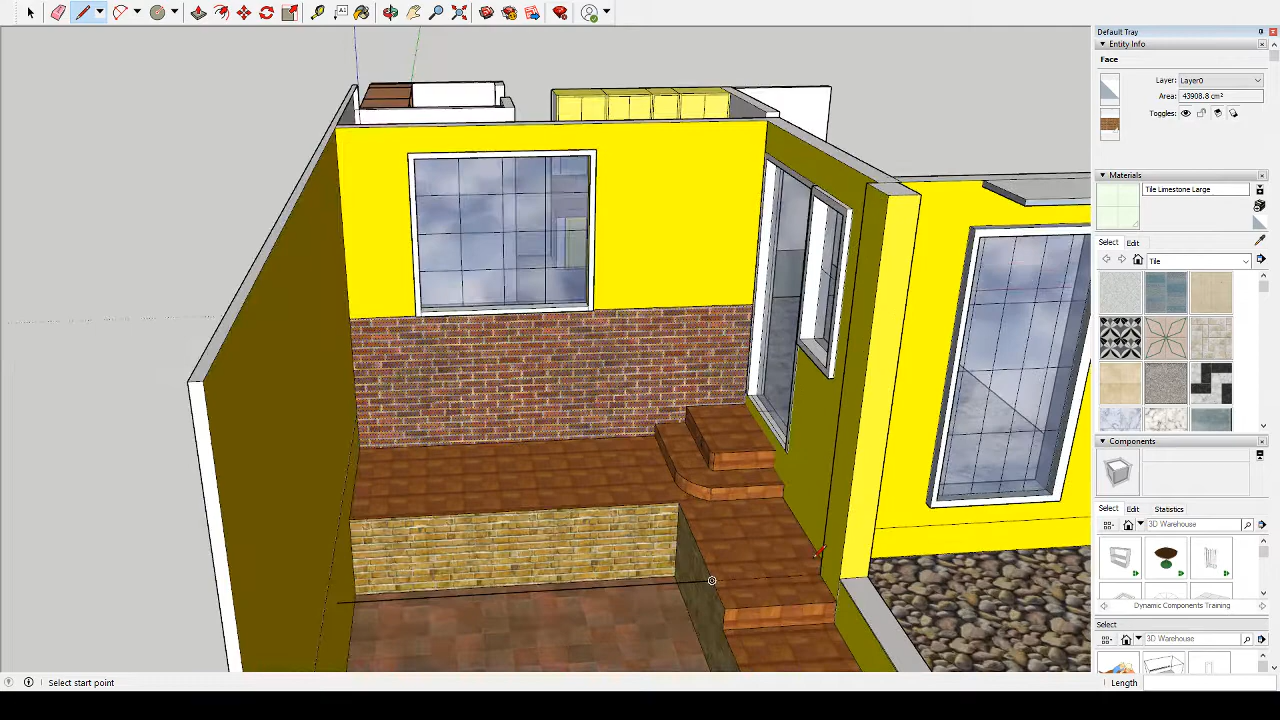 Default Tray
Entity Info
Face
Layer: Layer0
Area: 43908.8 cm²
Toggles:
Materials
Tile Limestone Large
Select Edit
Tile
Components
Select Edit Statistics
3D Warehouse
Dynamic Components Training
Select
3D Warehouse
Select start point
Length